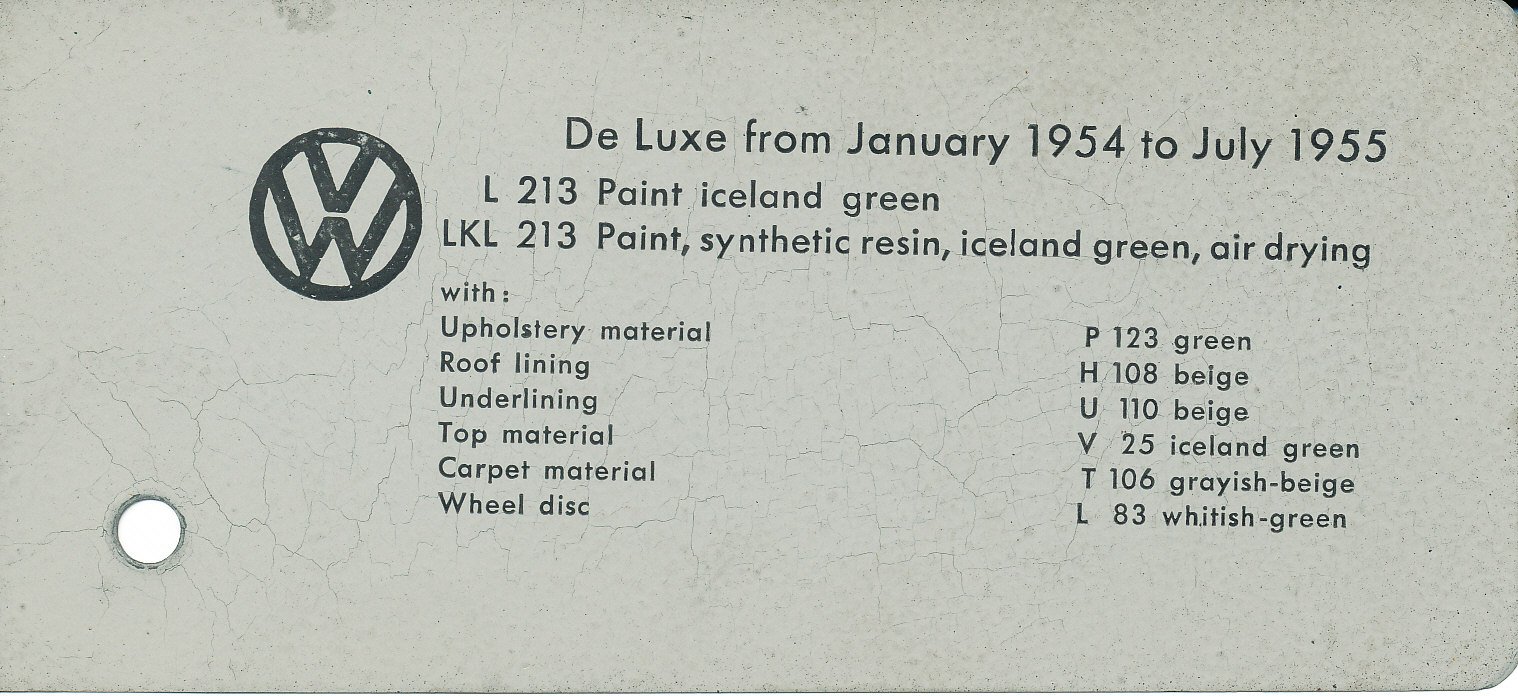 De Luxe from January 1954 to July 1955
L 213 Paint iceland green
LKL 213 Paint, synthetic resin, iceland green, air drying
with:
Upholstery material P 123 green
Roof lining H 108 beige
Underlining U 110 beige
Top material V 25 iceland green
Carpet material T 106 grayish-beige
Wheel disc L 83 whitish-green